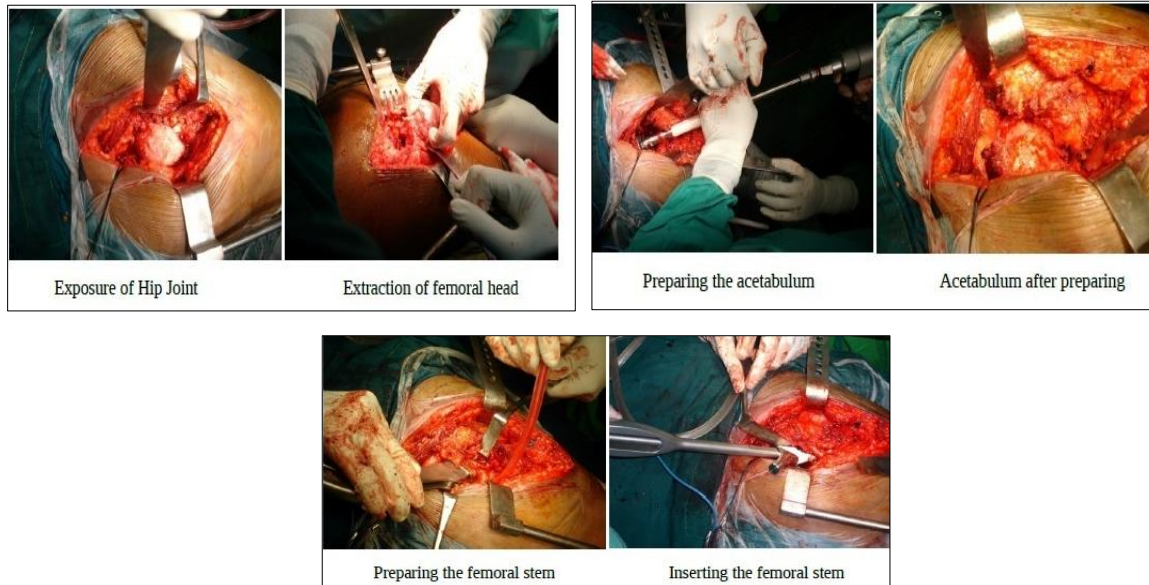 Exposure of Hip Joint
Extraction of femoral head
Preparing the acetabulum
Acetabulum after preparing
Preparing the femoral stem
Inserting the femoral stem